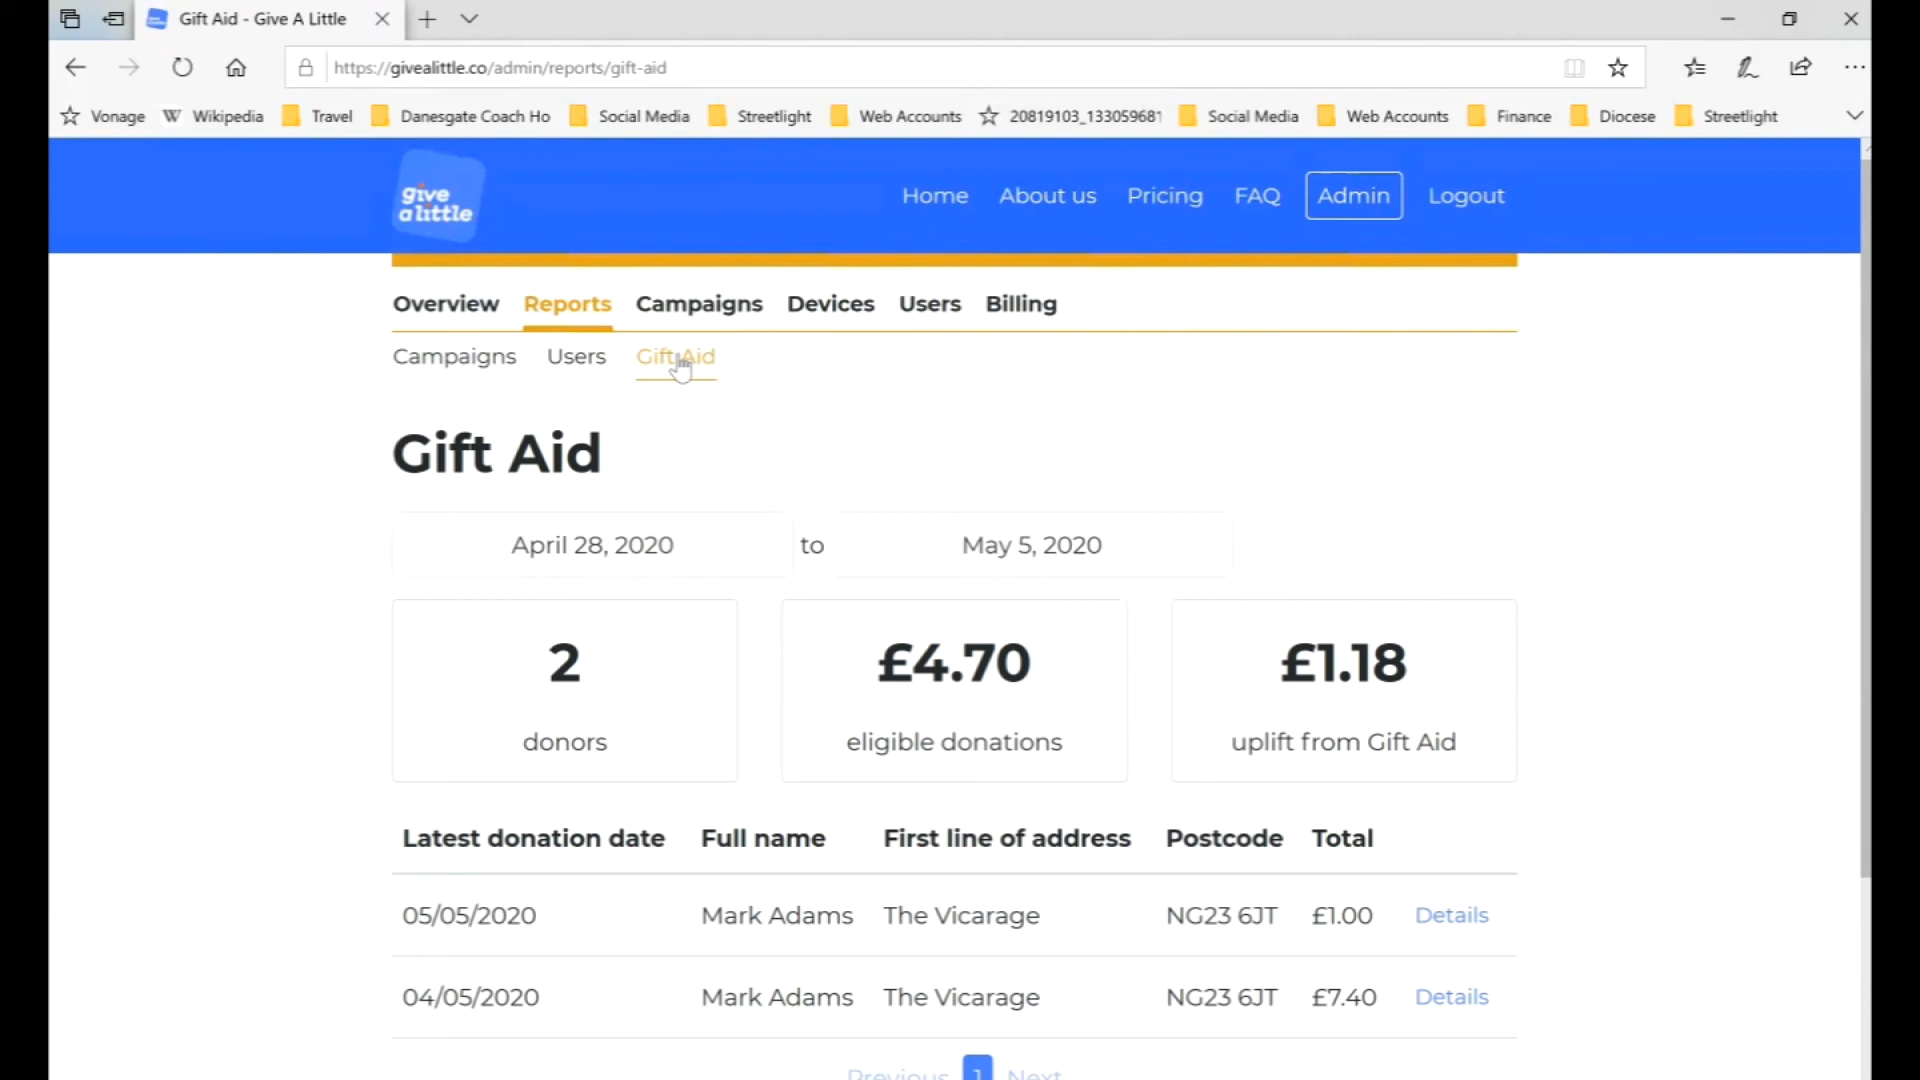 Gift Aid - Give A Little
https://givealittle.co/admin/reports/gift-aid
Vonage Wikipedia Travel Danesgate Coach Ho Social Media Streetlight Web Accounts 20819103_133059681 Social Media Web Accounts Finance Diocese Streetlight
give a little
Home About us Pricing FAQ Admin Logout
Overview Reports Campaigns Devices Users Billing
Campaigns Users Gift Aid
Gift Aid
April 28, 2020 to May 5, 2020
2 £4.70 £1.18
donors eligible donations uplift from Gift Aid
Latest donation date Full name First line of address Postcode Total
05/05/2020 Mark Adams The Vicarage NG23 6JT £1.00 Details
04/05/2020 Mark Adams The Vicarage NG23 6JT £7.40 Details
Previous 1 Next